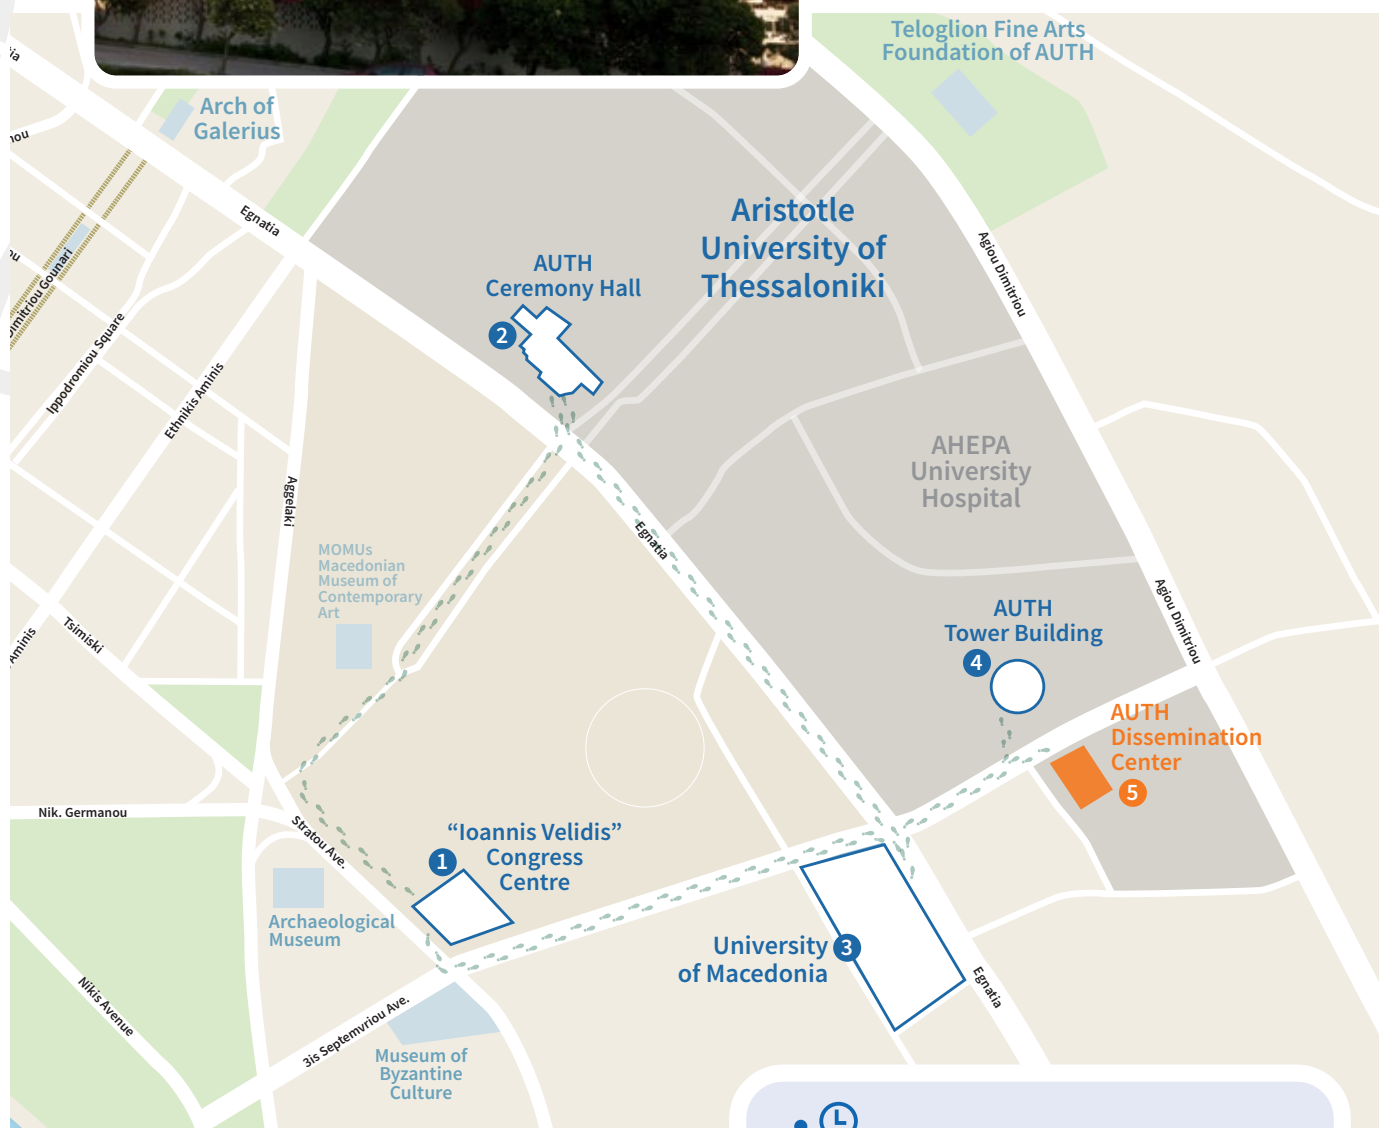 Teloglion Fine Arts
Foundation of AUTH
Arch of
Galerius
Egnatia
Aristotle
University of
Thessaloniki
AUTH
Ceremony Hall
2
Agiou Dimitriou
Dimitriou Gounari
Ippodromiou Square
Ethnikis Aminis
Aggelaki
AHEPA
University
Hospital
Egnatia
MOMUs
Macedonian
Museum of
Contemporary
Art
Agiou Dimitriou
AUTH
Tower Building
4
Tsimiski
Aminis
AUTH
Dissemination
Center
5
Nik. Germanou
Stratou Ave.
“Ioannis Velidis”
Congress
Centre
1
Archaeological
Museum
University
of Macedonia
3
Egnatia
Nikis Avenue
3is Septemvriou Ave.
Museum of
Byzantine
Culture